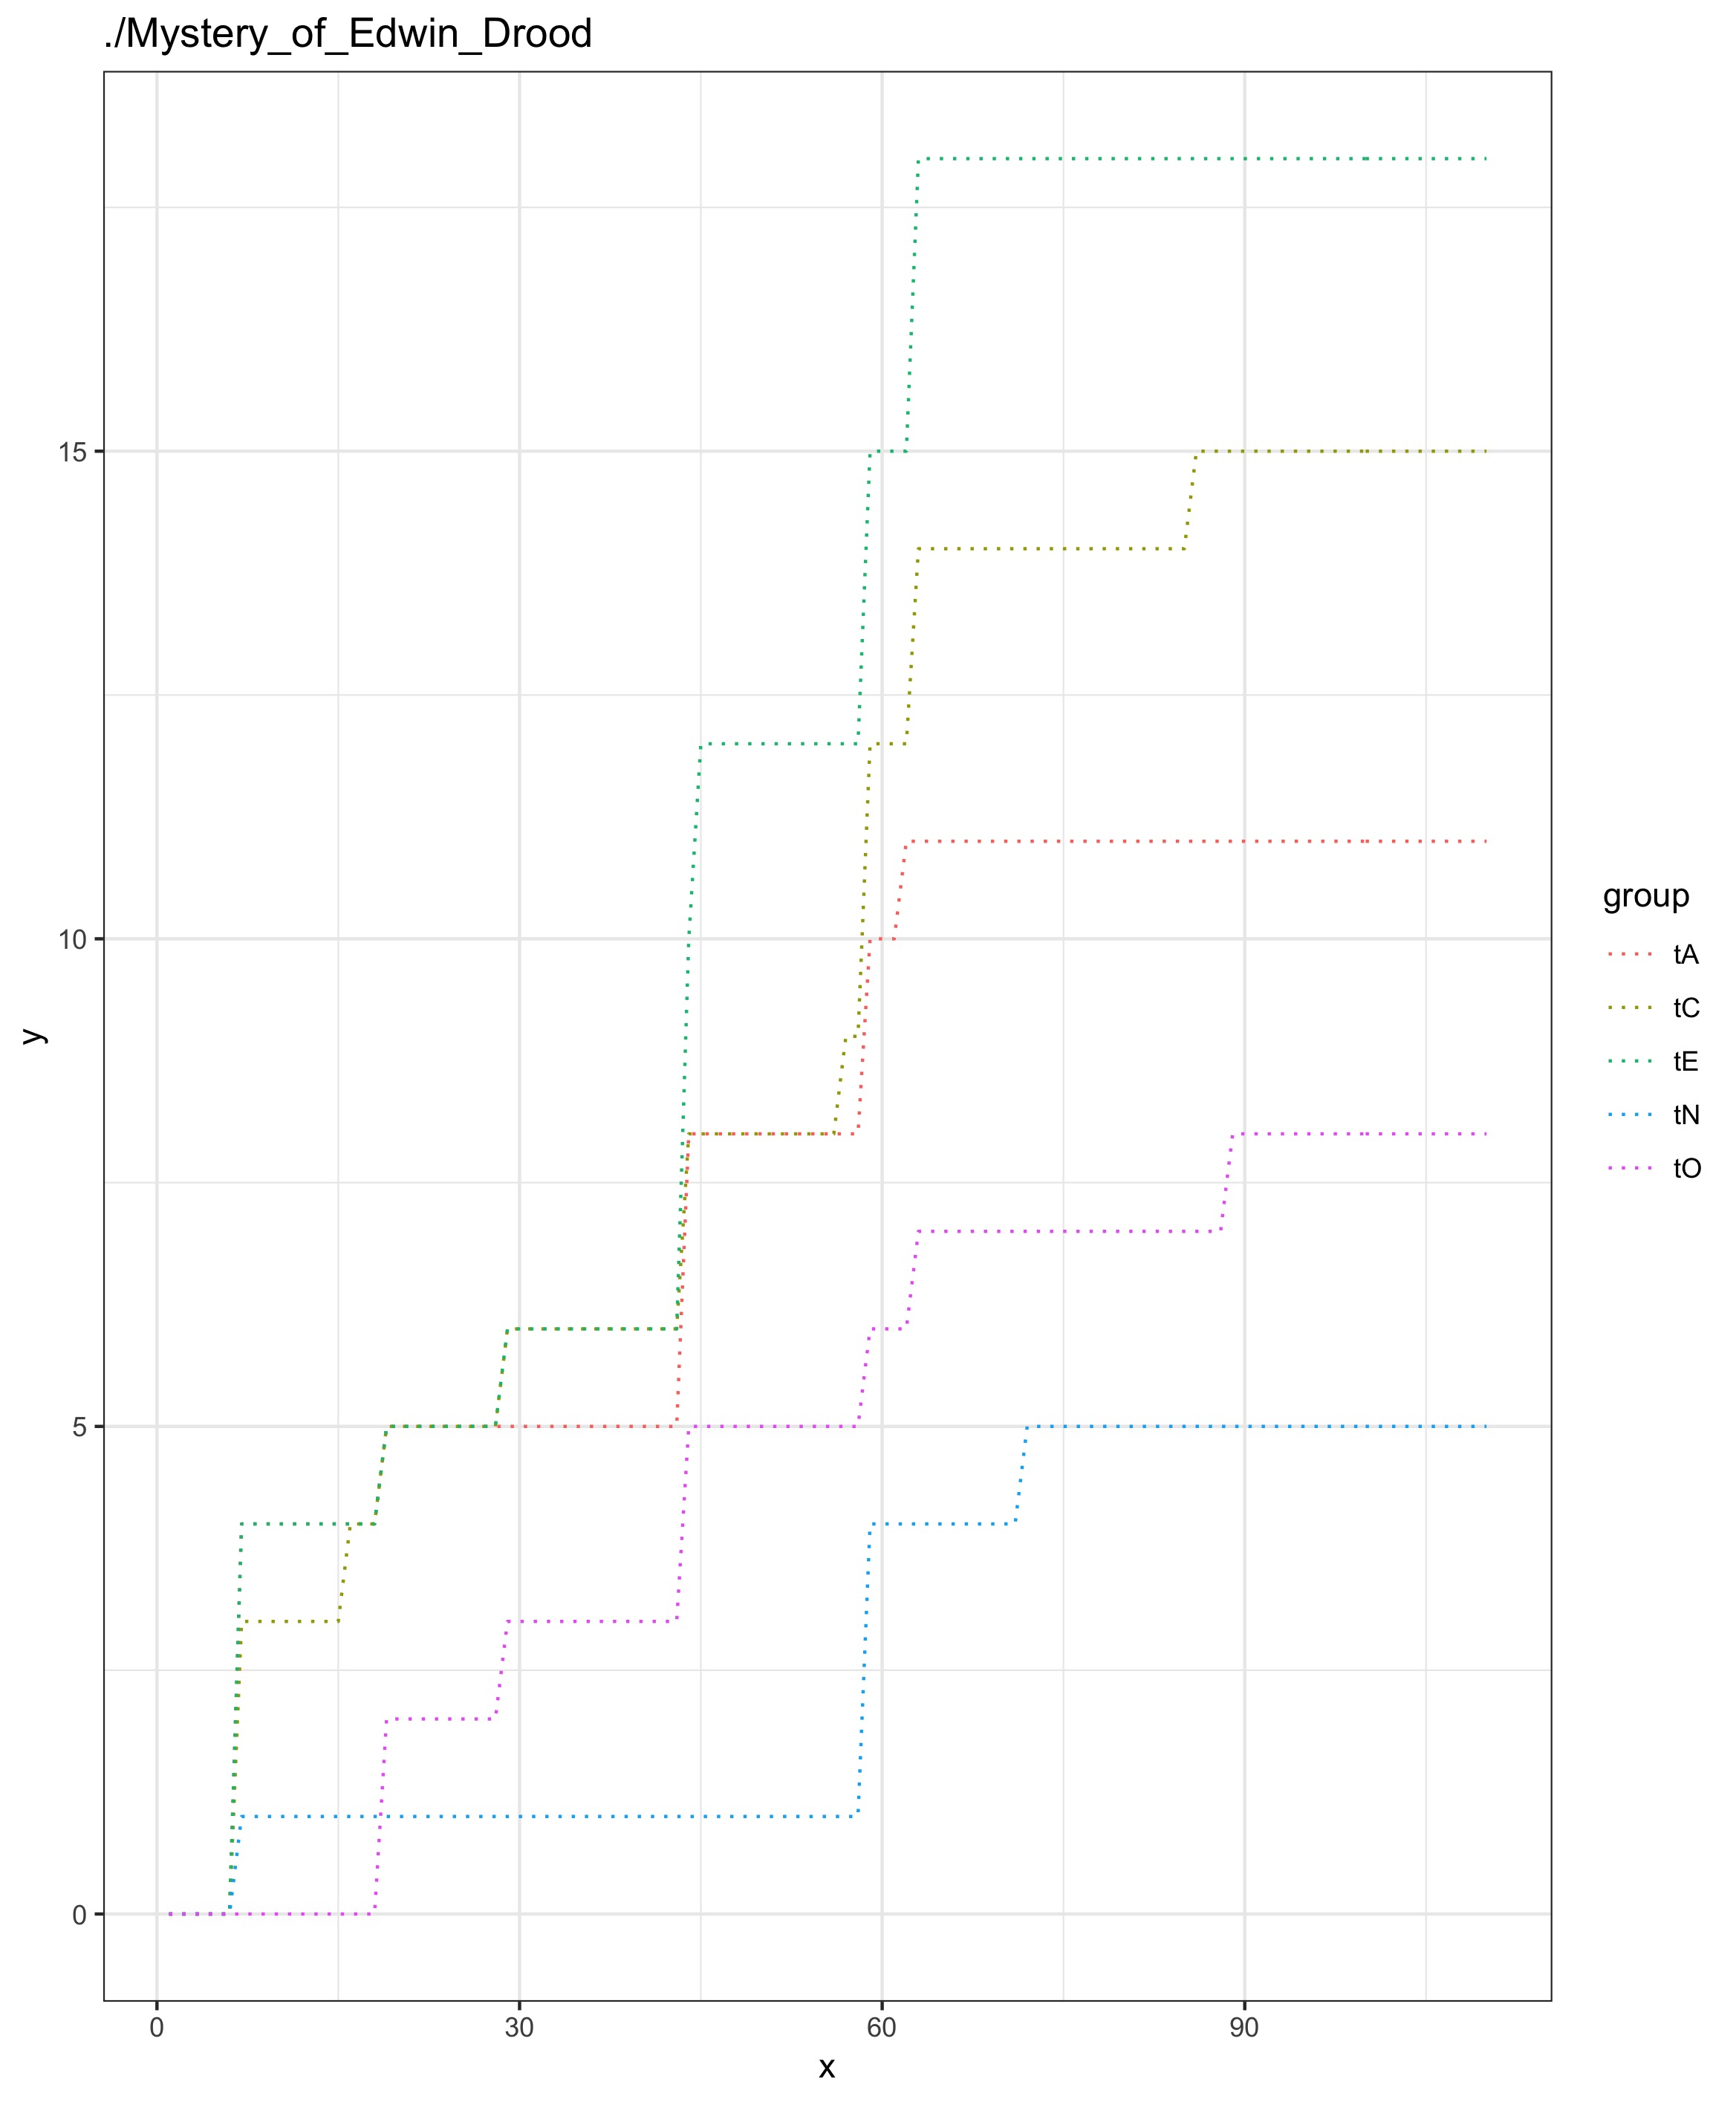 ./Mystery_of_Edwin_Drood
15
10
5
0
y
0 30 60 90
x
group
tA
tC
tE
tN
tO